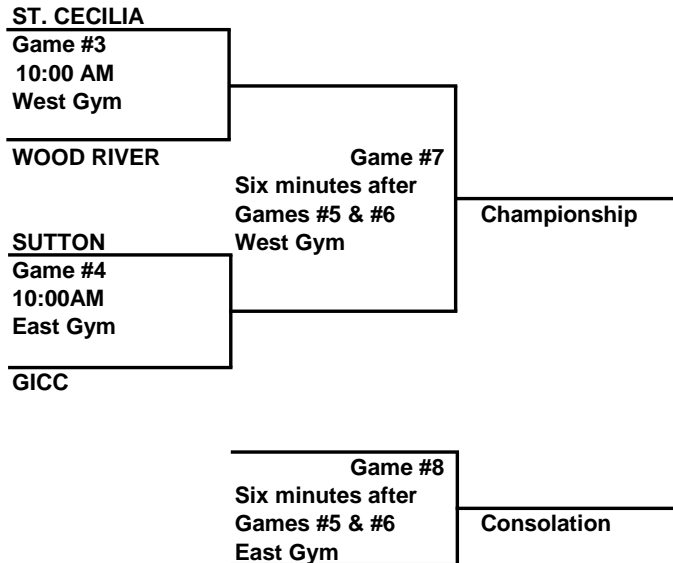 ST. CECILIA
Game #3
10:00 AM
West Gym
WOOD RIVER
Game #7
Six minutes after
Games #5 & #6
West Gym
Championship
SUTTON
Game #4
10:00AM
East Gym
GICC
Game #8
Six minutes after
Games #5 & #6
East Gym
Consolation